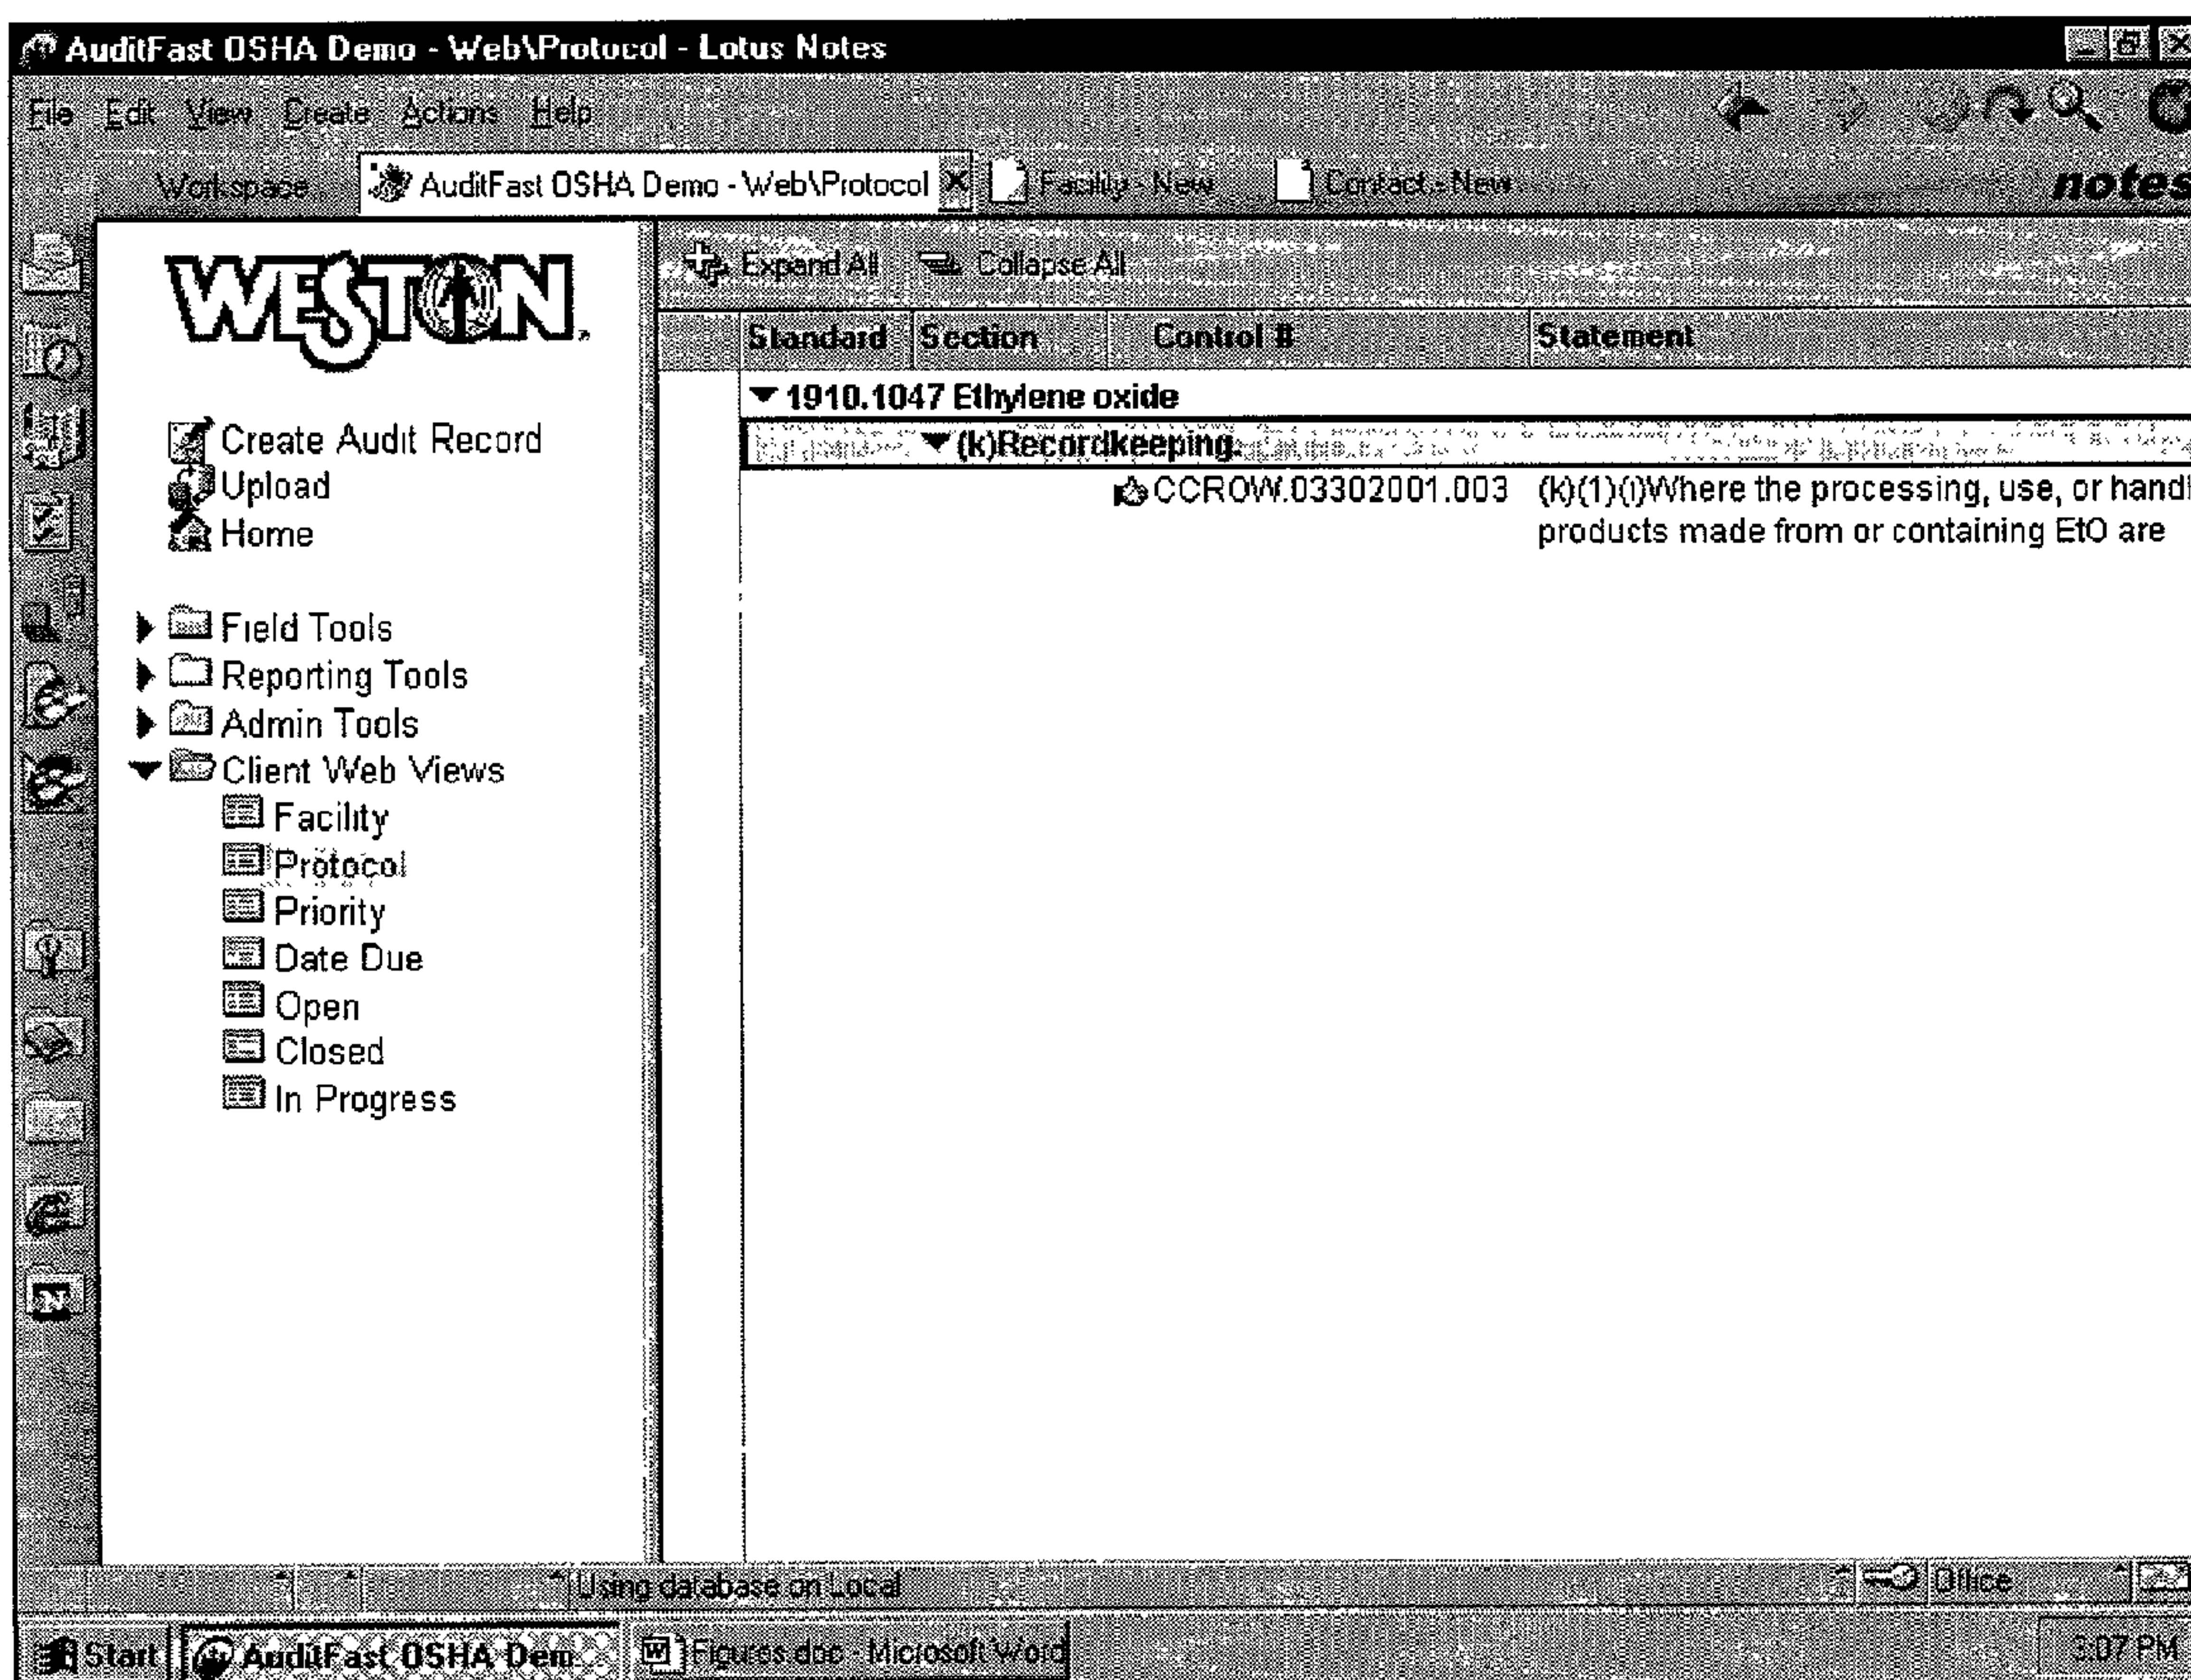 AuditFast OSHA Demo - Web\Protocol - Lotus Notes
File Edit View Create Actions Help
Workspace AuditFast OSHA Demo - Web\Protocol Facility - New Contact - New notes
WESTON
Expand All Collapse All
Standard Section Control # Statement
1910.1047 Ethylene oxide
(k)Recordkeeping.
CCROW.03302001.003 (k)(1)(i)Where the processing, use, or handl
products made from or containing EtO are
Create Audit Record
Upload
Home
Field Tools
Reporting Tools
Admin Tools
Client Web Views
Facility
Protocol
Priority
Date Due
Open
Closed
In Progress
Using database on Local Office
Start AuditFast OSHA Dem... Figures.doc - Microsoft Word 3:07 PM